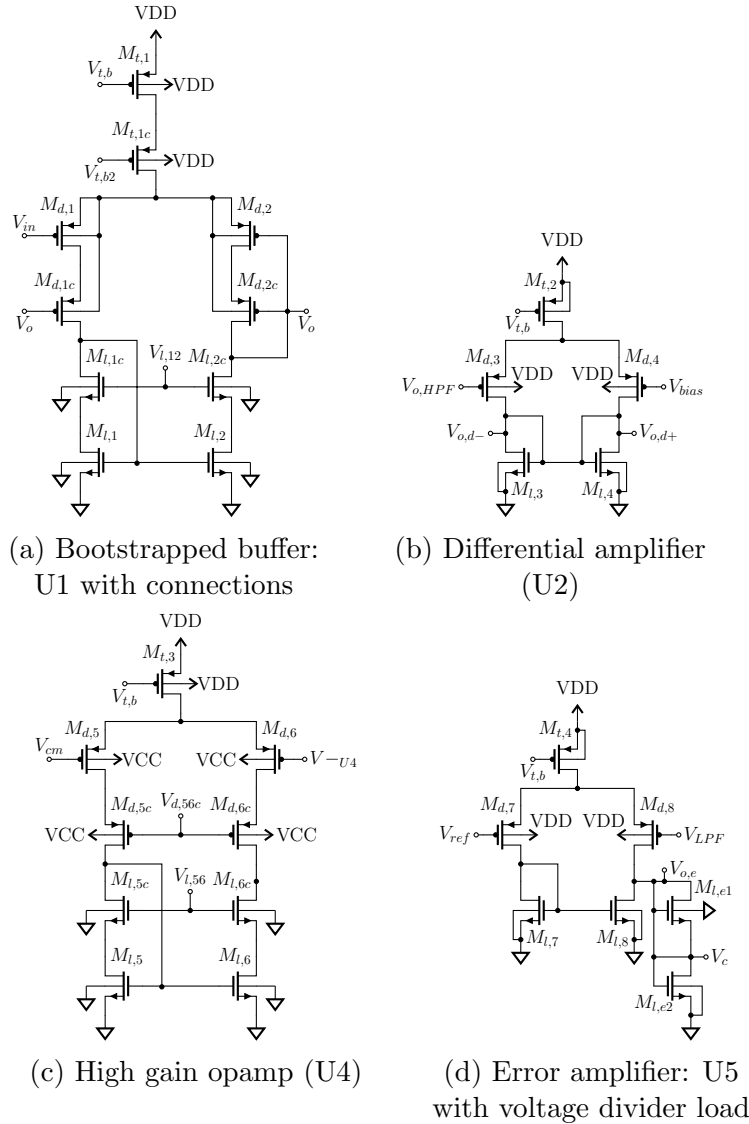 VDD
M_{t,1}
V_{t,b}
VDD
M_{t,1c}
V_{t,b2}
VDD
M_{d,1}
M_{d,2}
V_{in}
M_{d,1c}
M_{d,2c}
V_o
V_o
M_{l,1c}
V_{l,12}
M_{l,2c}
M_{l,1}
M_{l,2}
(a) Bootstrapped buffer:
U1 with connections
VDD
M_{t,2}
V_{t,b}
M_{d,3}
M_{d,4}
V_{o,HPF}
VDD
VDD
V_{bias}
V_{o,d-}
V_{o,d+}
M_{l,3}
M_{l,4}
(b) Differential amplifier
(U2)
VDD
M_{t,3}
V_{t,b}
VDD
M_{d,5}
M_{d,6}
V_{cm}
VCC
VCC
V-_{U4}
M_{d,5c}
V_{d,56c}
M_{d,6c}
VCC
VCC
M_{l,5c}
V_{l,56}
M_{l,6c}
M_{l,5}
M_{l,6}
(c) High gain opamp (U4)
VDD
M_{t,4}
V_{t,b}
M_{d,7}
M_{d,8}
V_{ref}
VDD
VDD
V_{LPF}
V_{o,e}
M_{l,e1}
M_{l,7}
M_{l,8}
V_c
M_{l,e2}
(d) Error amplifier: U5
with voltage divider load